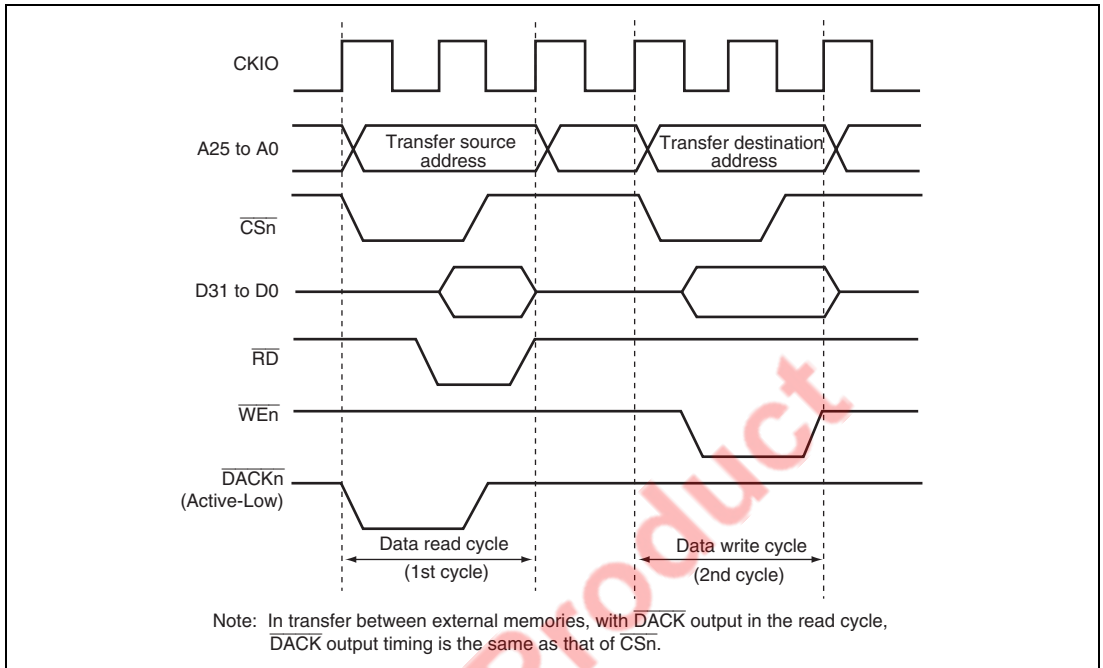 CKIO
A25 to A0
Transfer source
address
Transfer destination
address
CSn
D31 to D0
RD
WEn
DACKn
(Active-Low)
Data read cycle
(1st cycle)
Data write cycle
(2nd cycle)
Note: In transfer between external memories, with DACK output in the read cycle,
DACK output timing is the same as that of CSn.
Product